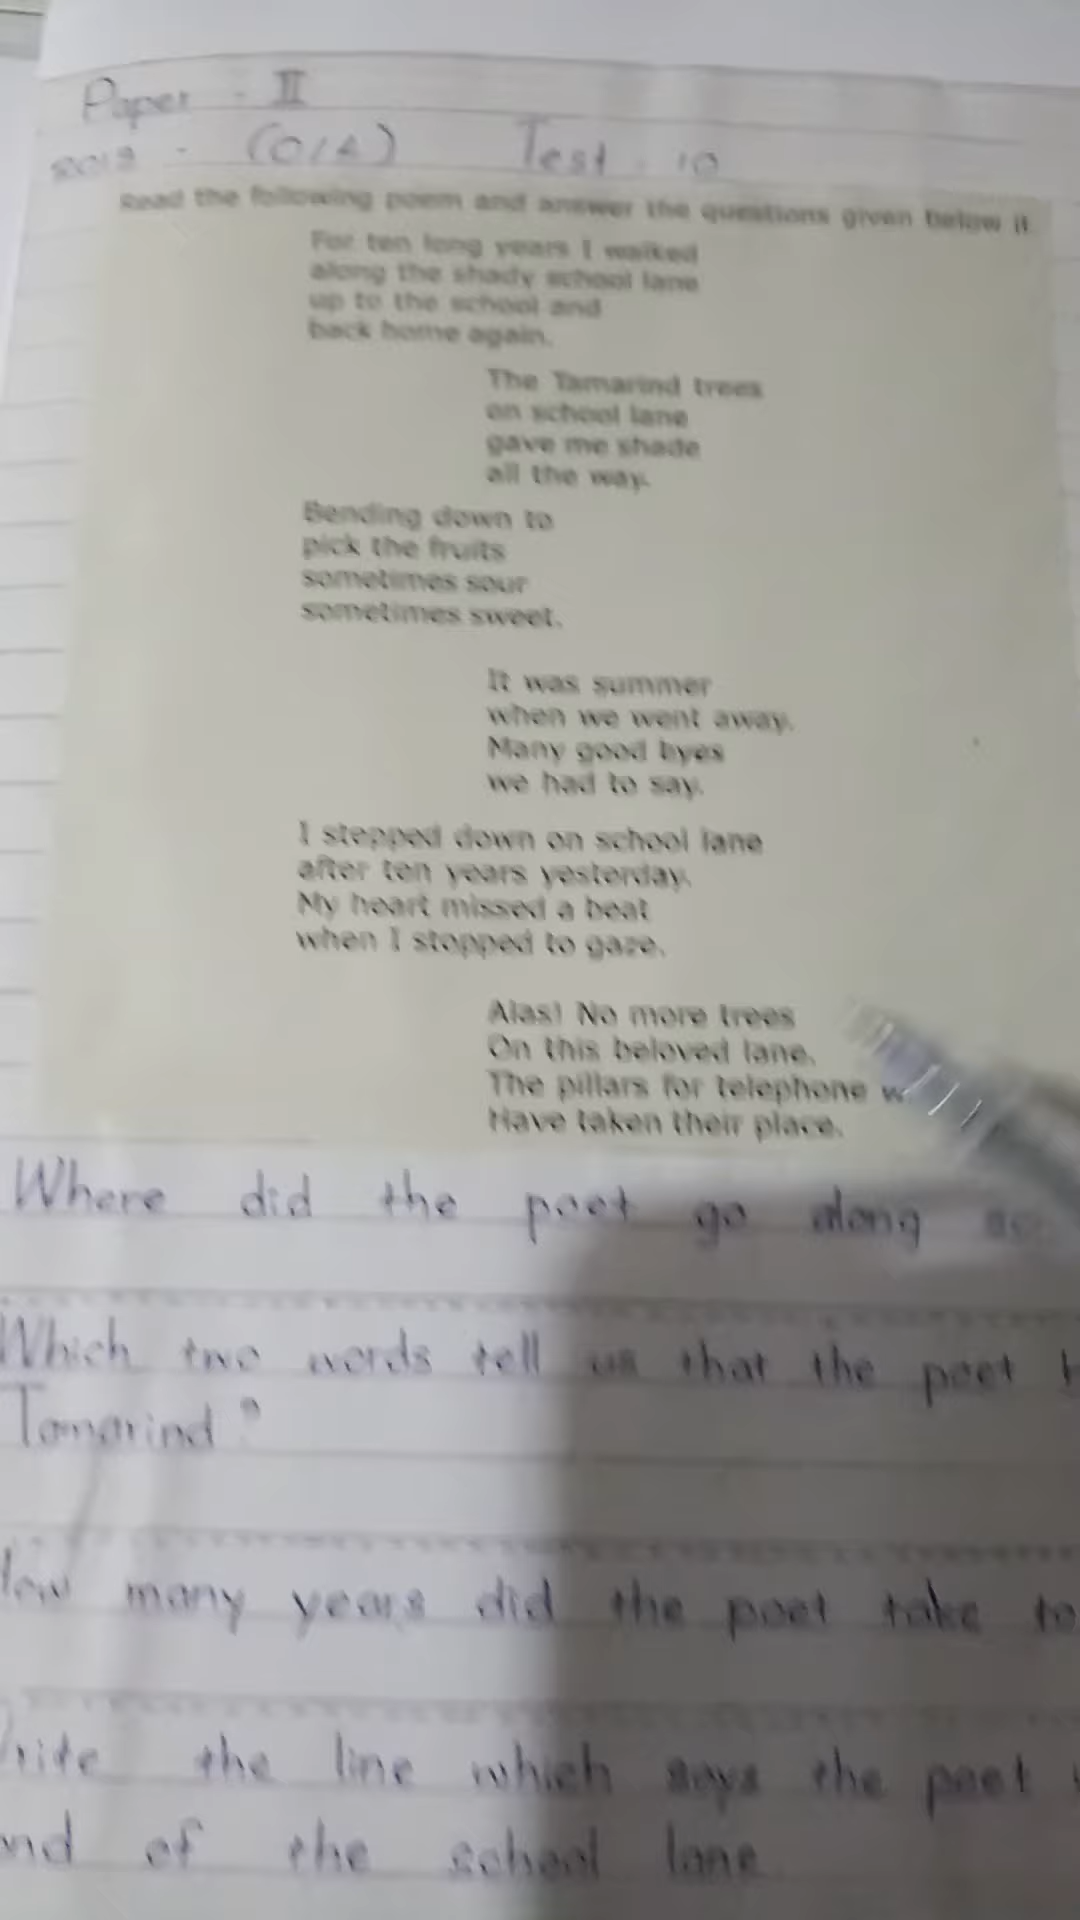 Paper - II
2013 - (O/L) Test - 10
Read the following poem and answer the questions given below it
For ten long years I walked
along the shady school lane
up to the school and
back home again.
The Tamarind trees
on school lane
gave me shade
all the way.
Bending down to
pick the fruits
sometimes sour
sometimes sweet.
It was summer
when we went away.
Many good byes
we had to say.
I stepped down on school lane
after ten years yesterday.
My heart missed a beat
when I stopped to gaze.
Alas! No more trees
On this beloved lane.
The pillars for telephone w
Have taken their place.
Where did the poet go along
Which two words tell us that the poet
Tamarind?
How many years did the poet take to
Write the line which says the poet
of the school lane